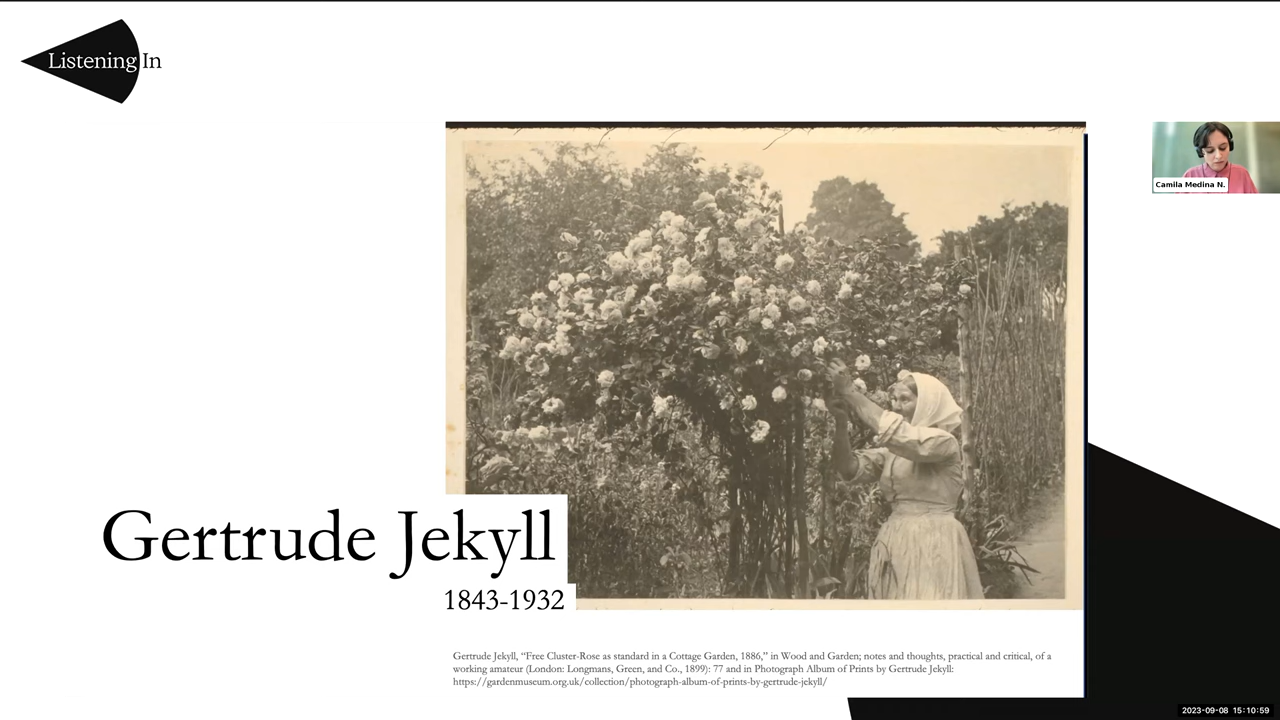 Listening In
Camila Medina N.
Gertrude Jekyll
1843-1932
Gertrude Jekyll, “Free Cluster-Rose as standard in a Cottage Garden, 1886,” in Wood and Garden; notes and thoughts, practical and critical, of a
working amateur (London: Longmans, Green, and Co., 1899): 77 and in Photograph Album of Prints by Gertrude Jekyll:
https://gardenmuseum.org.uk/collection/photograph-album-of-prints-by-gertrude-jekyll/
2023-09-08 15:10:59